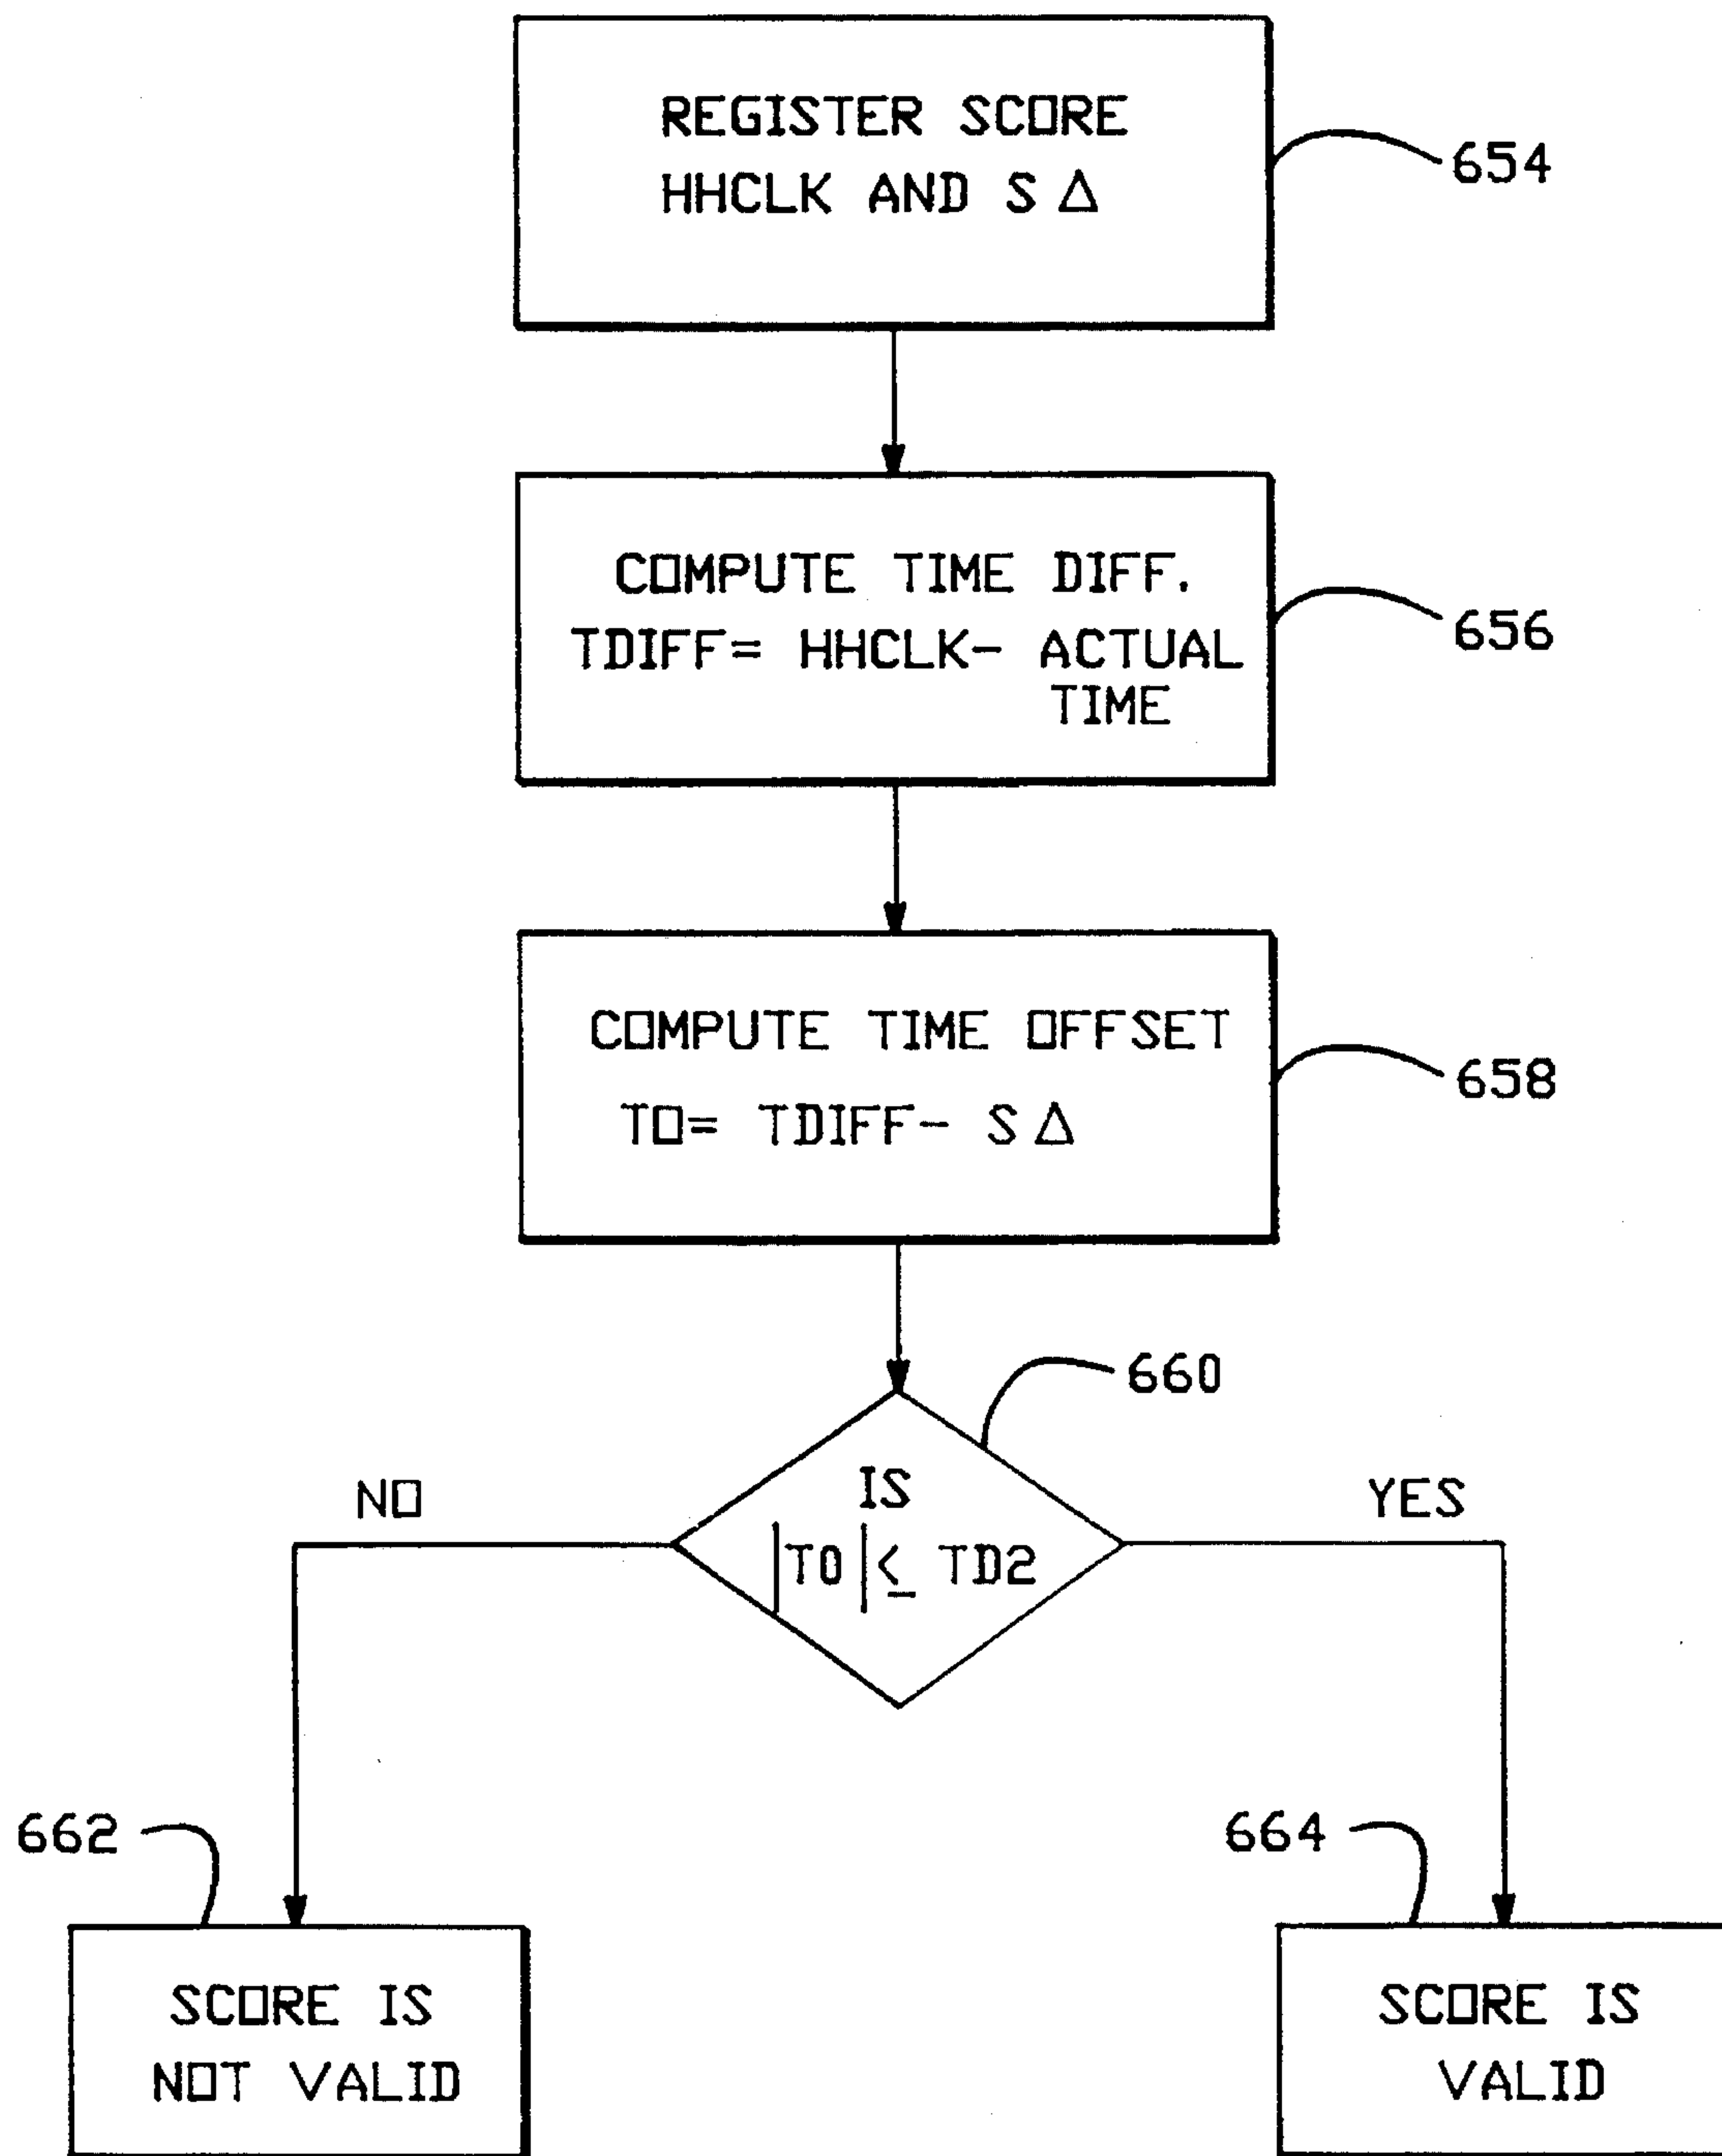 REGISTER SCORE
HHCLK AND S Δ
654
COMPUTE TIME DIFF.
TDIFF= HHCLK- ACTUAL
TIME
656
COMPUTE TIME OFFSET
TO= TDIFF- S Δ
658
660
IS
|TO|≤ TD2
NO
YES
662
SCORE IS
NOT VALID
664
SCORE IS
VALID